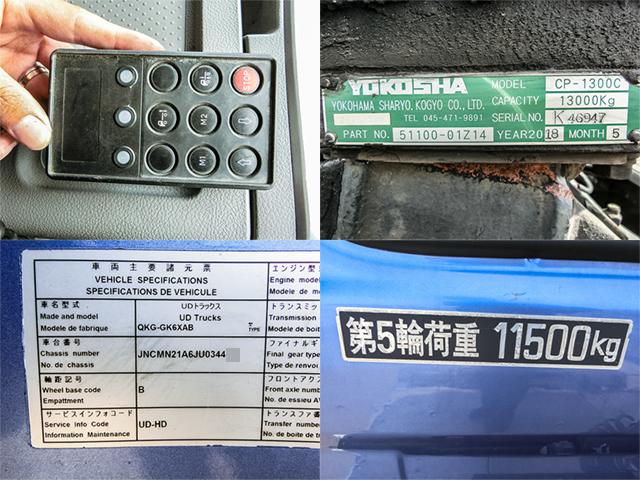 STOP
M2
M1
YOKOSHA
YOKOHAMA SHARYO. KOGYO CO., LTD.
TEL 045-471-9891
MODEL CP-1300C
CAPACITY 13000Kg
SERIAL NO. K 46947
PART NO. 51100-01Z14 YEAR 2018 MONTH 5
車両主要諸元票
VEHICLE SPECIFICATIONS
SPECIFICATIONS DE VEHICULE
エンジン型
Engine model
Modèle de mo
車名型式
Made and model
Modele de fabrique
UDトラックス
UD Trucks
QKG-GK6XAB
TYPE
トランスミッ
Transmission
Modele de boit
車台番号
Chassis number
No. de chassis
JNCMN21A6JU0344
ファイナルギ
Final gear type
Type de renvoi
軸距記号
Wheel base code
Empattment
B
フロントアク
Front axle numb
No. de essieu A
サービスインフォコード
Service info Code
Information Maintenance
UD-HD
トランスファ番
Transfer number
No. de boite de tr
第5輪荷重 11500kg